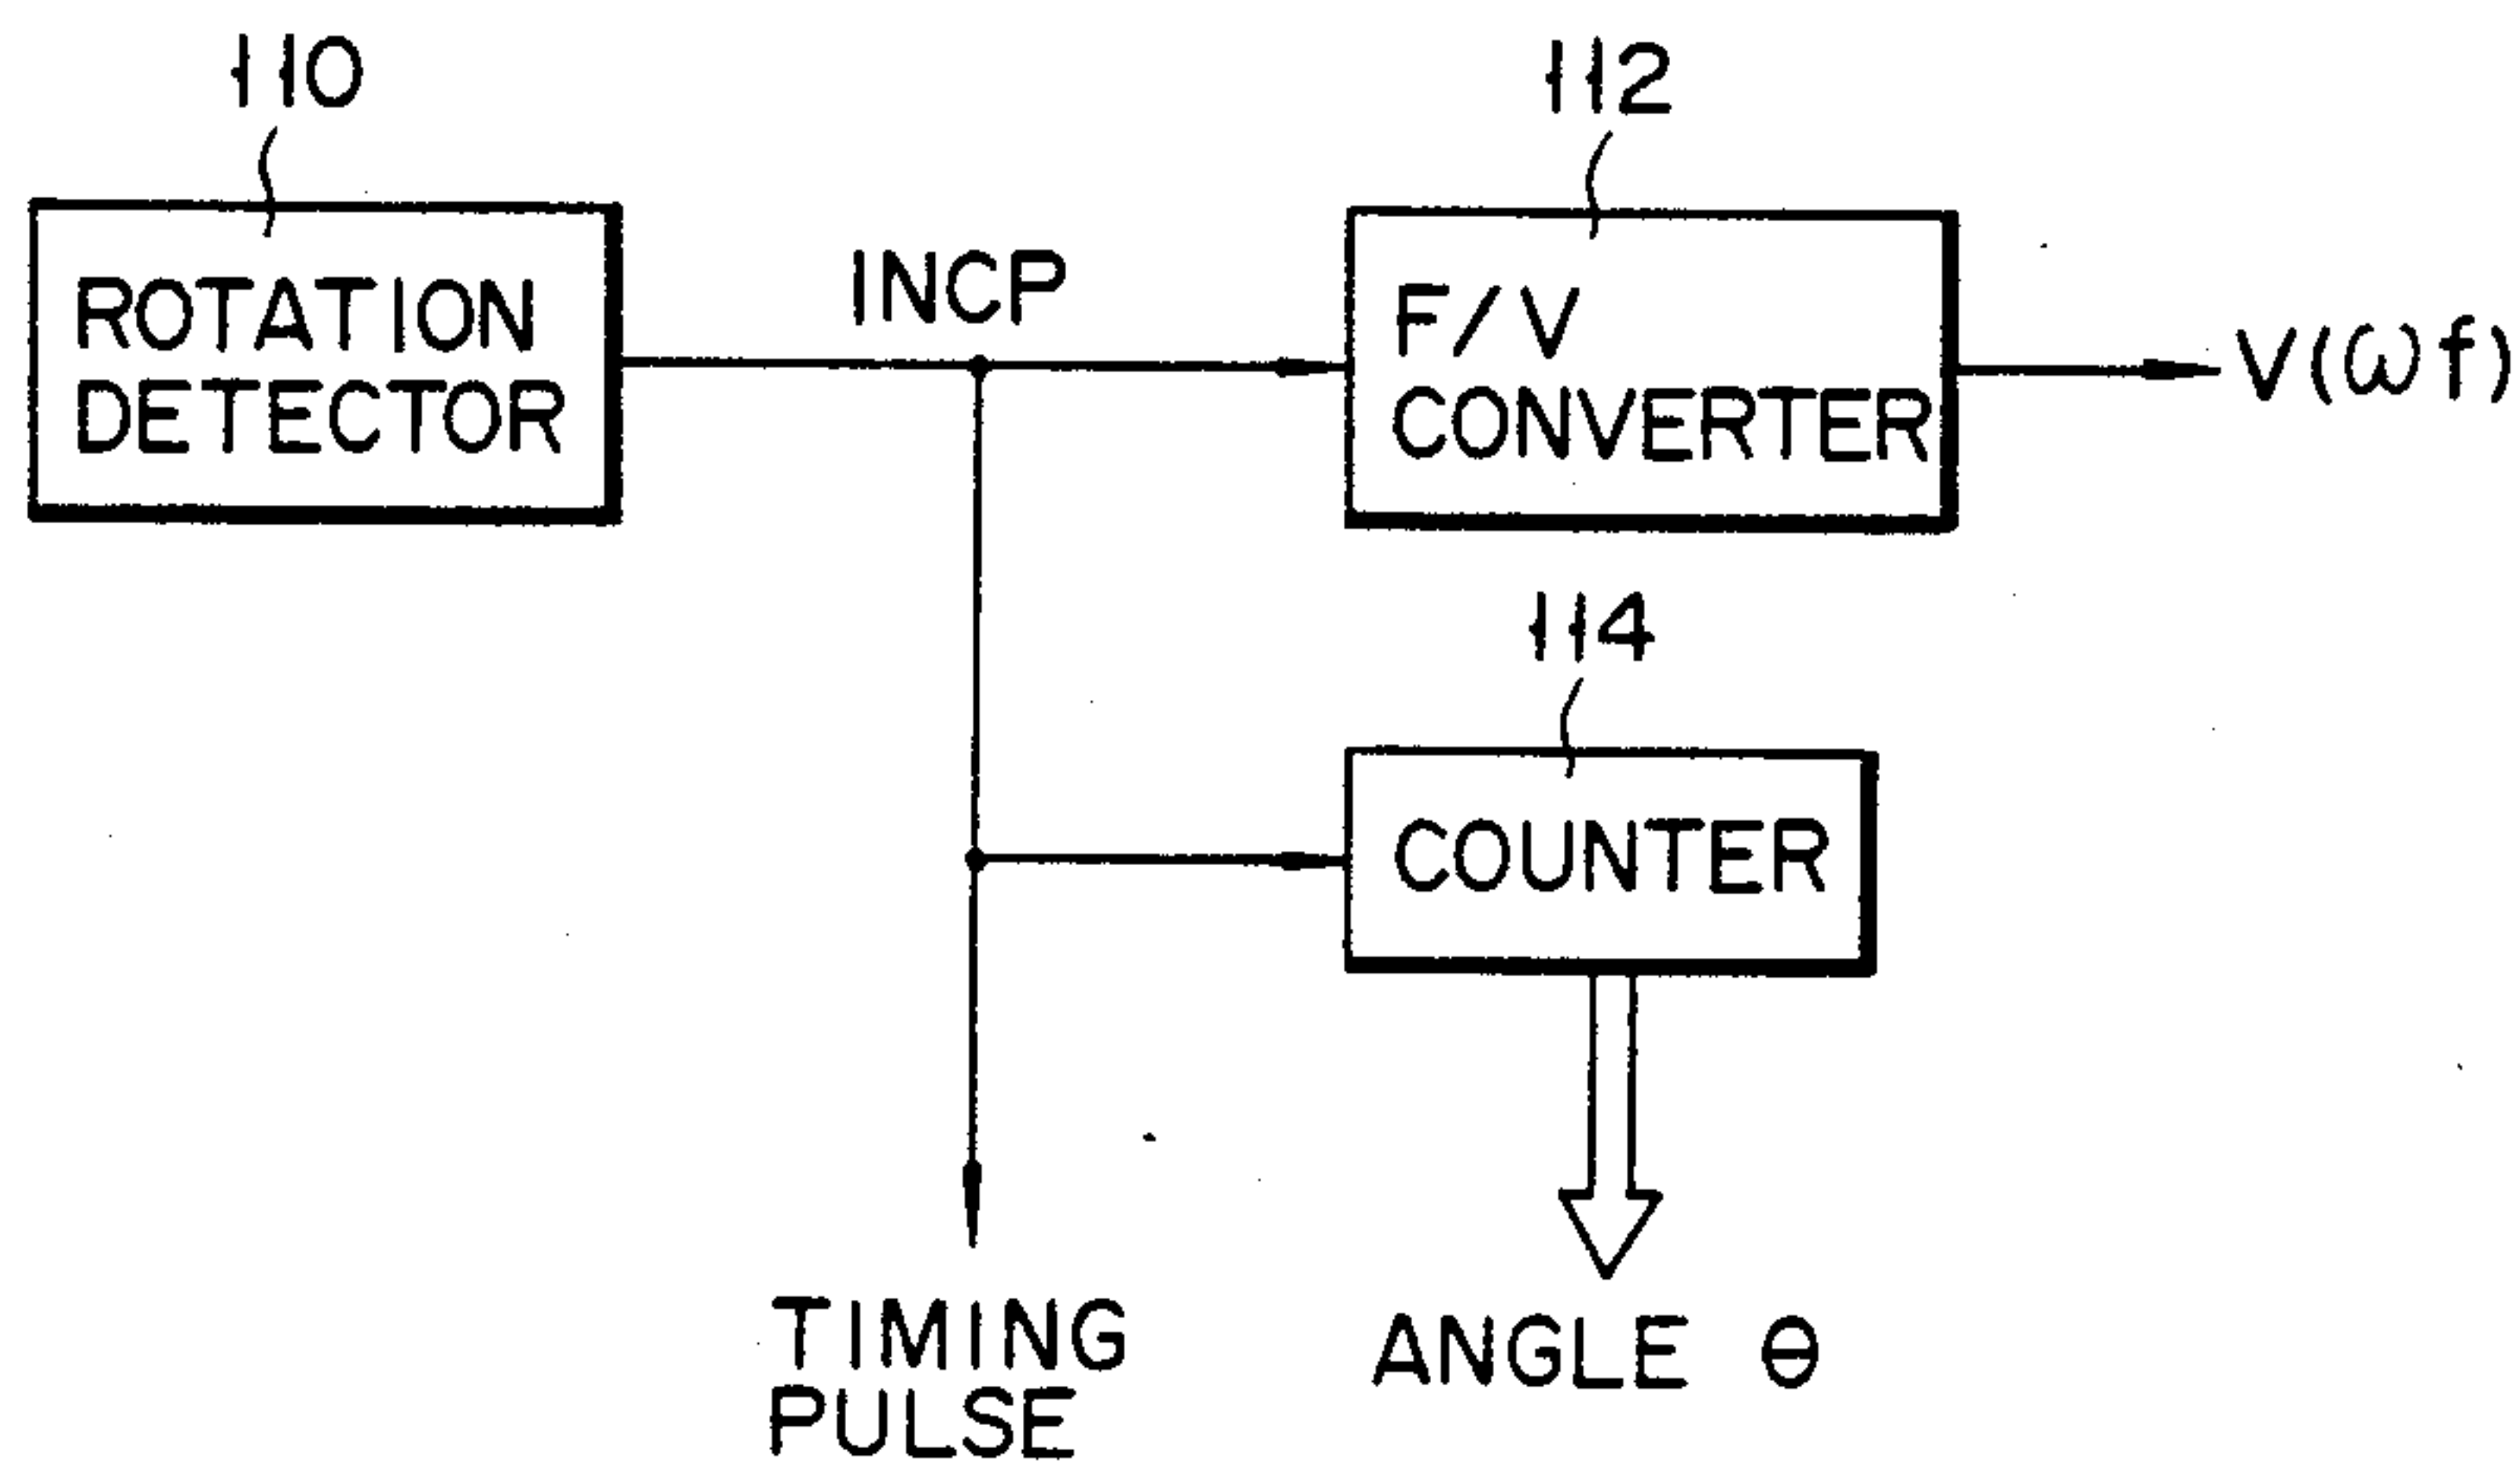 110
112
ROTATION
DETECTOR
INCP
F/V
CONVERTER
V(ωf)
114
COUNTER
TIMING
PULSE
ANGLE θ